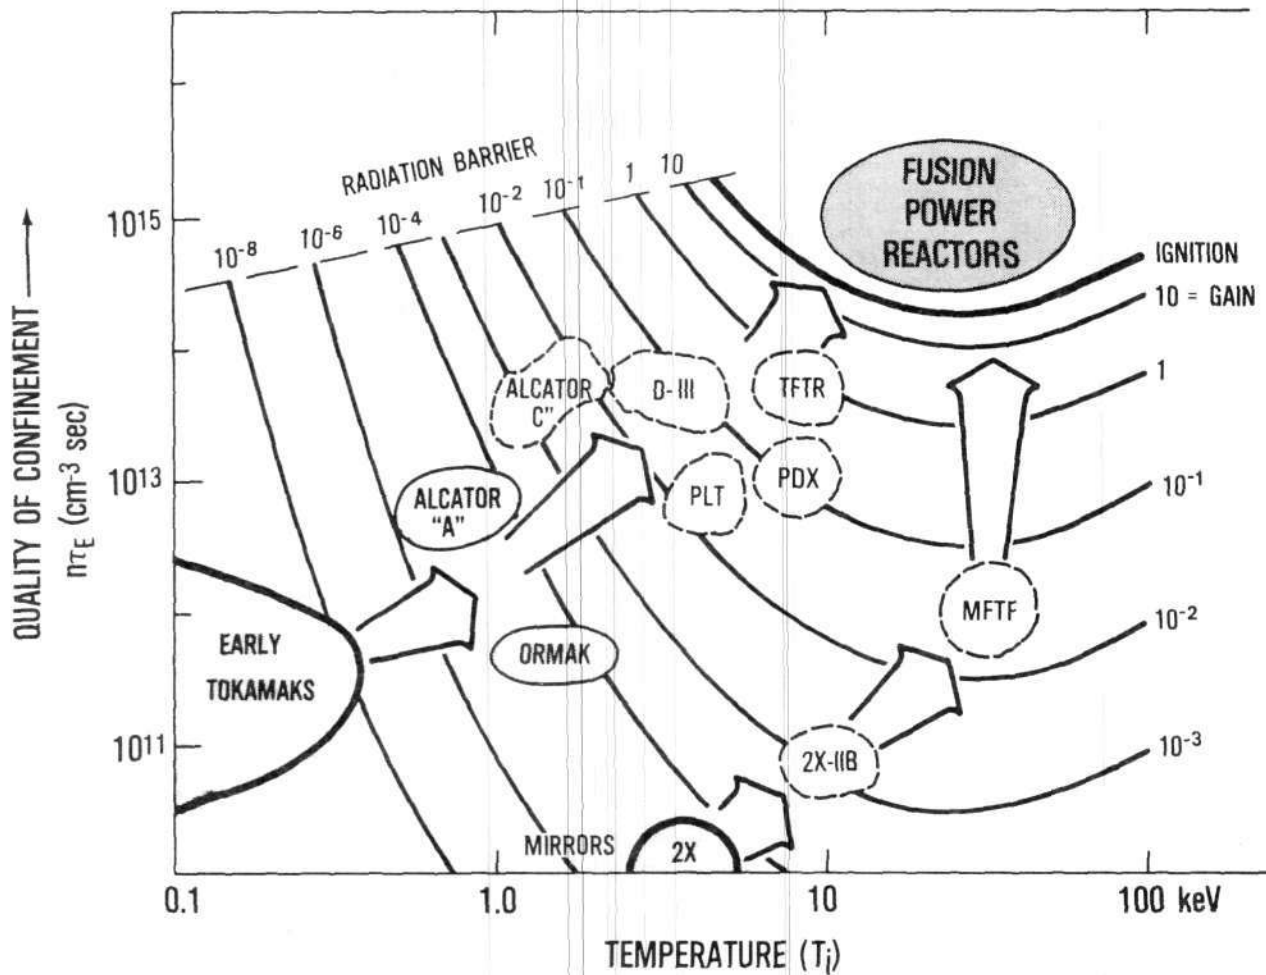 RADIATION BARRIER
10-8
10-6
10-4
10-2
10-1
1
10
FUSION
POWER
REACTORS
IGNITION
10 = GAIN
1
10-1
10-2
10-3
1015
1013
1011
QUALITY OF CONFINEMENT
nτE (cm-3 sec)
ALCATOR
C"
D-III
TFTR
ALCATOR
"A"
PLT
PDX
EARLY
TOKAMAKS
ORMAK
MFTF
2X-IIB
MIRRORS
2X
0.1
1.0
10
100 keV
TEMPERATURE (Ti)